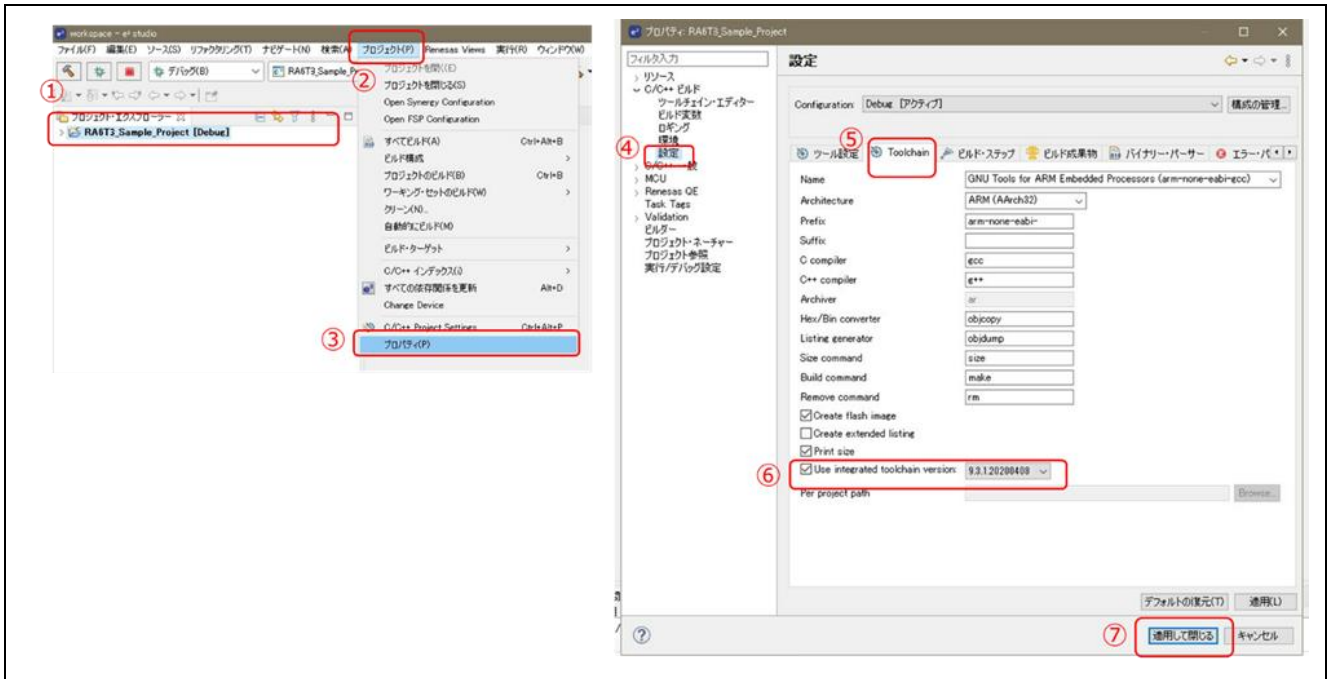 workspace - e² studio
ファイル(F) 編集(E) ソース(S) リファクタリング(T) ナビゲート(N) 検索(A) プロジェクト(P) Renesas Views 実行(R) ウィンドウ(W)
デバッグ(B) RA6T3_Sample_Pr
①
プロジェクト・エクスプローラー
RA6T3_Sample_Project [Debug]
②
プロジェクトを開く(E)
プロジェクトを閉じる(S)
Open Synergy Configuration
Open FSP Configuration
すべてビルド(A) Ctrl+Alt+B
ビルド構成
プロジェクトのビルド(B) Ctrl+B
ワーキング・セットのビルド(W)
クリーン(N)...
自動的にビルド(M)
ビルド・ターゲット
C/C++ インデックス(i)
すべての依存関係を更新 Alt+D
Change Device
C/C++ Project Settings Ctrl+Alt+P
③ プロパティ(P)
プロパティ: RA6T3_Sample_Project
フィルタ入力
リソース
C/C++ ビルド
ツールチェイン・エディター
ビルド変数
ロギング
環境
④ 設定
C/C++ 一般
MCU
Renesas QE
Task Tags
Validation
ビルダー
プロジェクト・ネーチャー
プロジェクト参照
実行/デバッグ設定
設定
Configuration: Debug [アクティブ] 構成の管理...
⑤
ツール設定 Toolchain ビルド・ステップ ビルド成果物 バイナリー・パーサー エラー・パ
Name GNU Tools for ARM Embedded Processors (arm-none-eabi-gcc)
Architecture ARM (AArch32)
Prefix arm-none-eabi-
Suffix
C compiler gcc
C++ compiler g++
Archiver ar
Hex/Bin converter objcopy
Listing generator objdump
Size command size
Build command make
Remove command rm
Create flash image
Create extended listing
Print size
⑥ Use integrated toolchain version: 9.3.1.20200408
Per project path Browse...
デフォルトの復元(T) 適用(L)
⑦ 適用して閉じる キャンセル